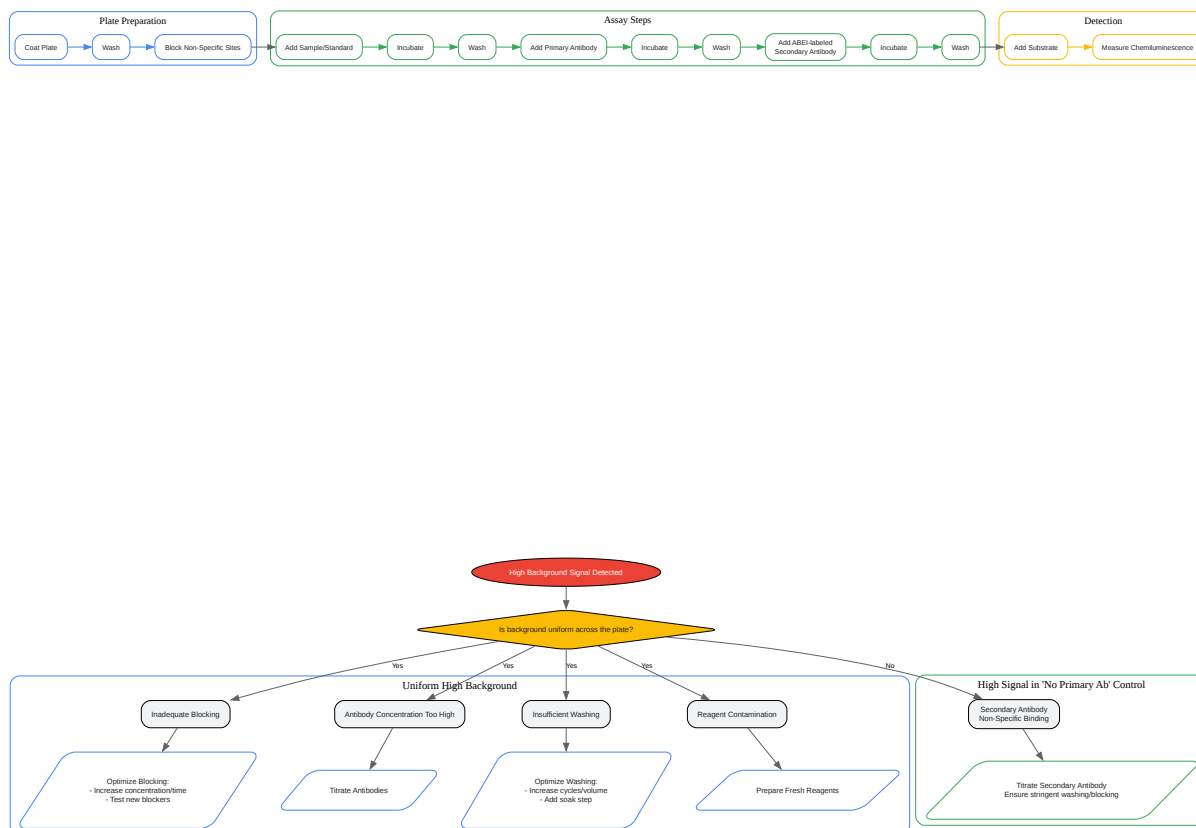 Plate Preparation
Assay Steps
Detection
Coat Plate
Wash
Block Non-Specific Sites
Add Sample/Standard
Incubate
Wash
Add Primary Antibody
Incubate
Wash
Add ABEI-labeled
Secondary Antibody
Incubate
Wash
Add Substrate
Measure Chemiluminescence
High Background Signal Detected
Is background uniform across the plate?
Yes
Yes
Yes
Yes
No
Uniform High Background
High Signal in 'No Primary Ab' Control
Inadequate Blocking
Antibody Concentration Too High
Insufficient Washing
Reagent Contamination
Secondary Antibody
Non-Specific Binding
Optimize Blocking:
- Increase concentration/time
- Test new blockers
Titrate Antibodies
Optimize Washing:
- Increase cycles/volume
- Add soak step
Prepare Fresh Reagents
Titrate Secondary Antibody
Ensure stringent washing/blocking